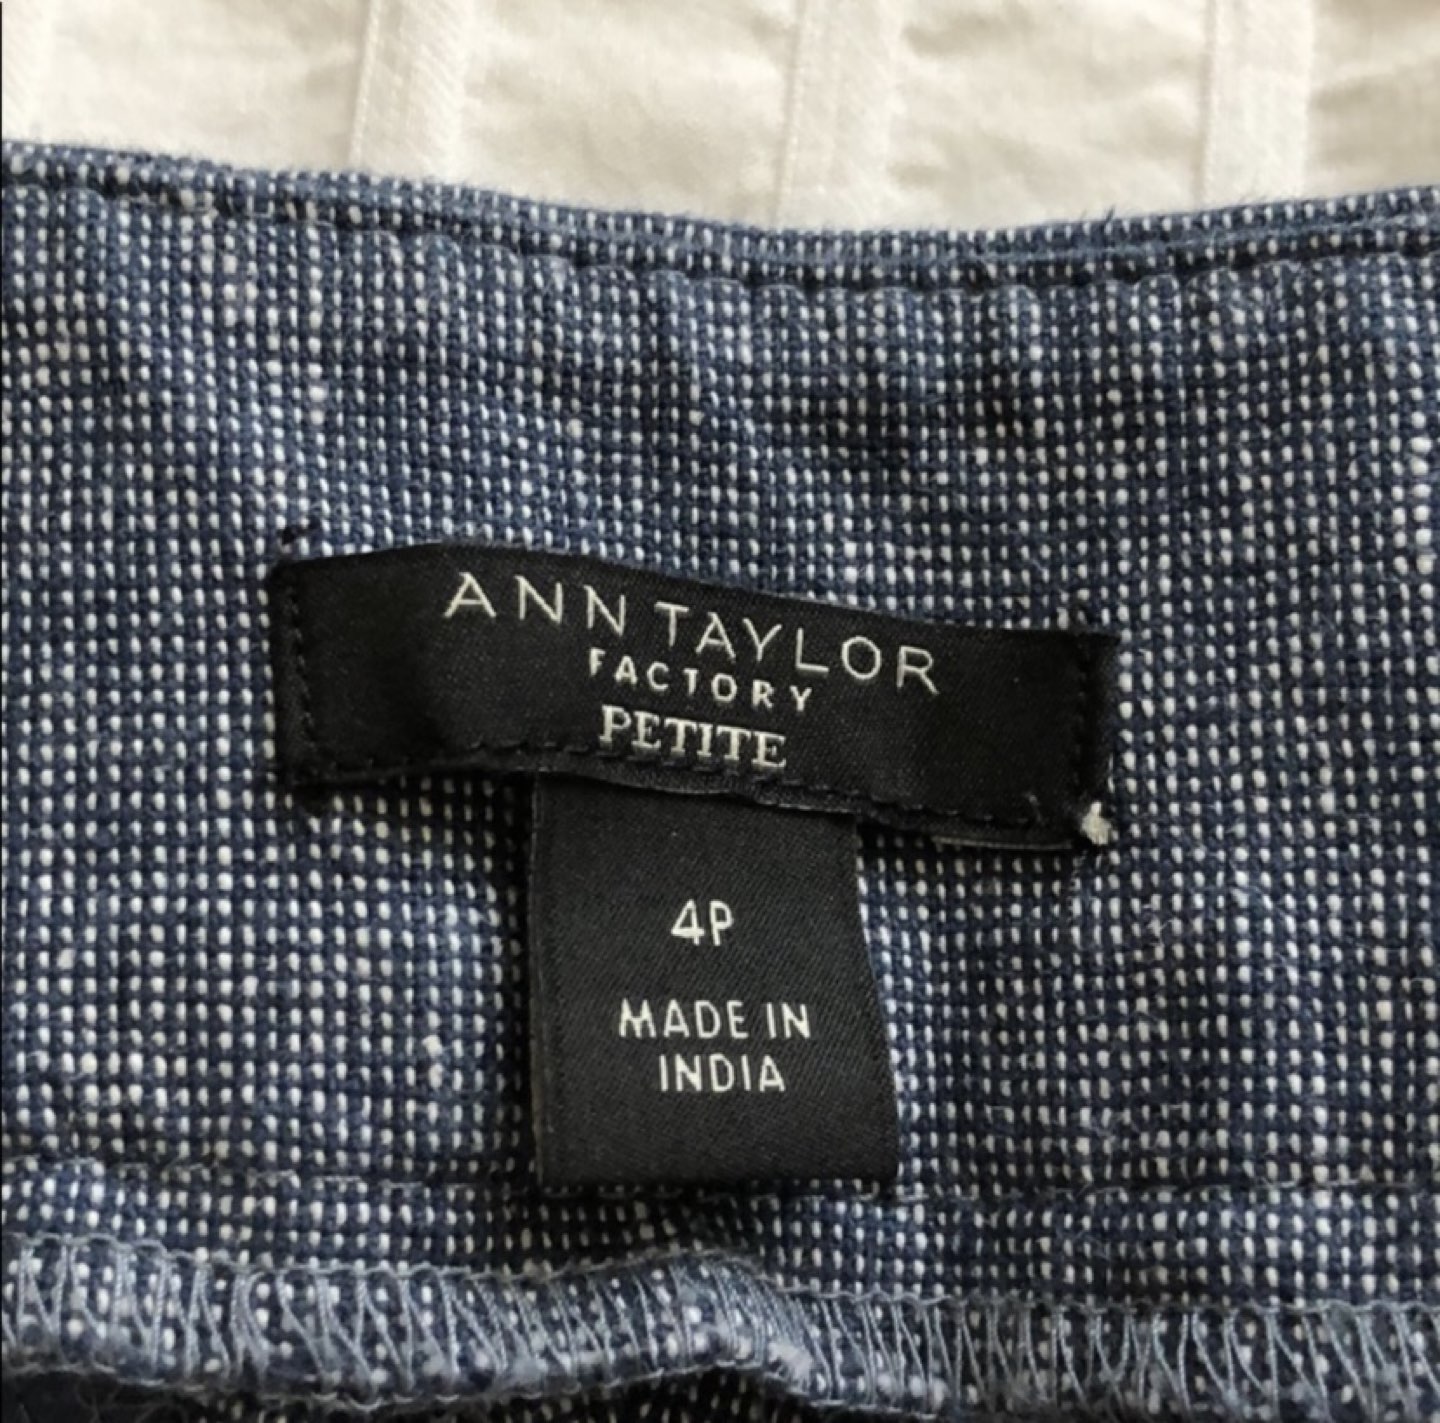 ANN TAYLOR
FACTORY
PETITE
4P
MADE IN
INDIA